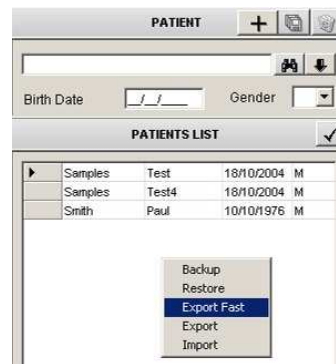 PATIENT
Birth Date _/_/___ Gender
PATIENTS LIST
Samples Test 18/10/2004 M
Samples Test4 18/10/2004 M
Smith Paul 10/10/1976 M
Backup
Restore
Export Fast
Export
Import